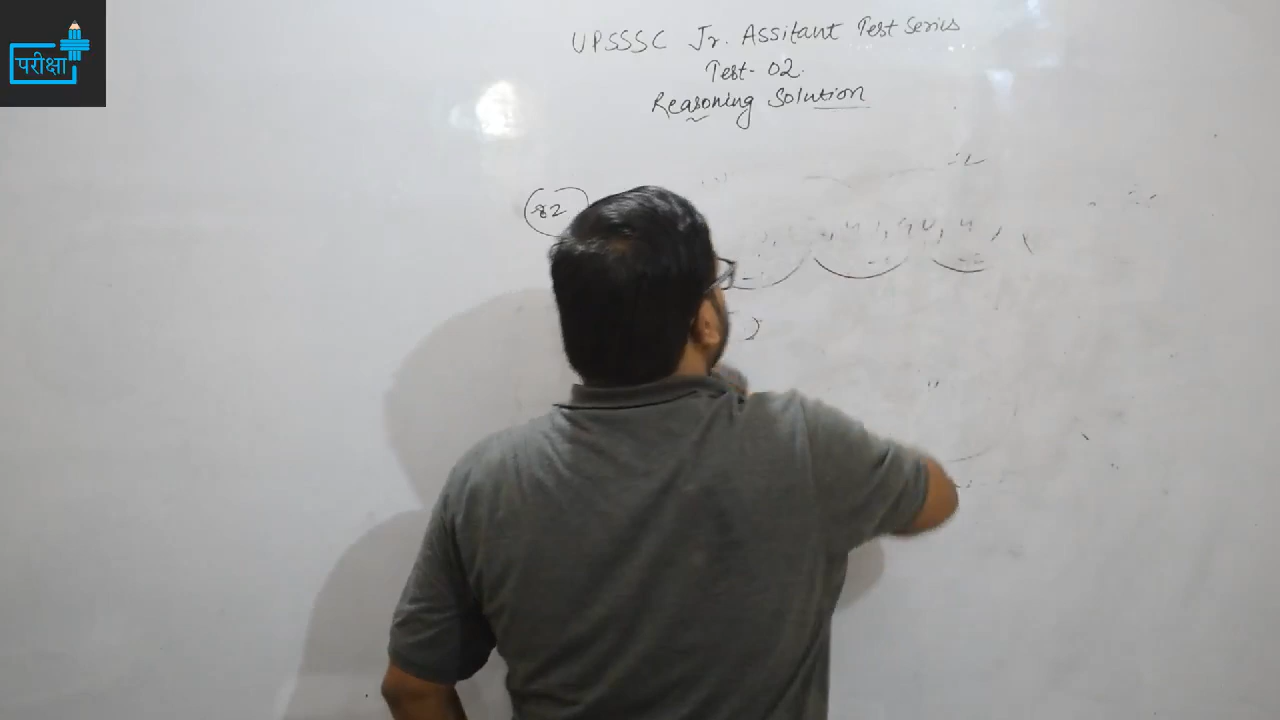 परीक्षा
UPSSSC Jr. Assitant Test Series
Test-02.
Reasoning Solution
82